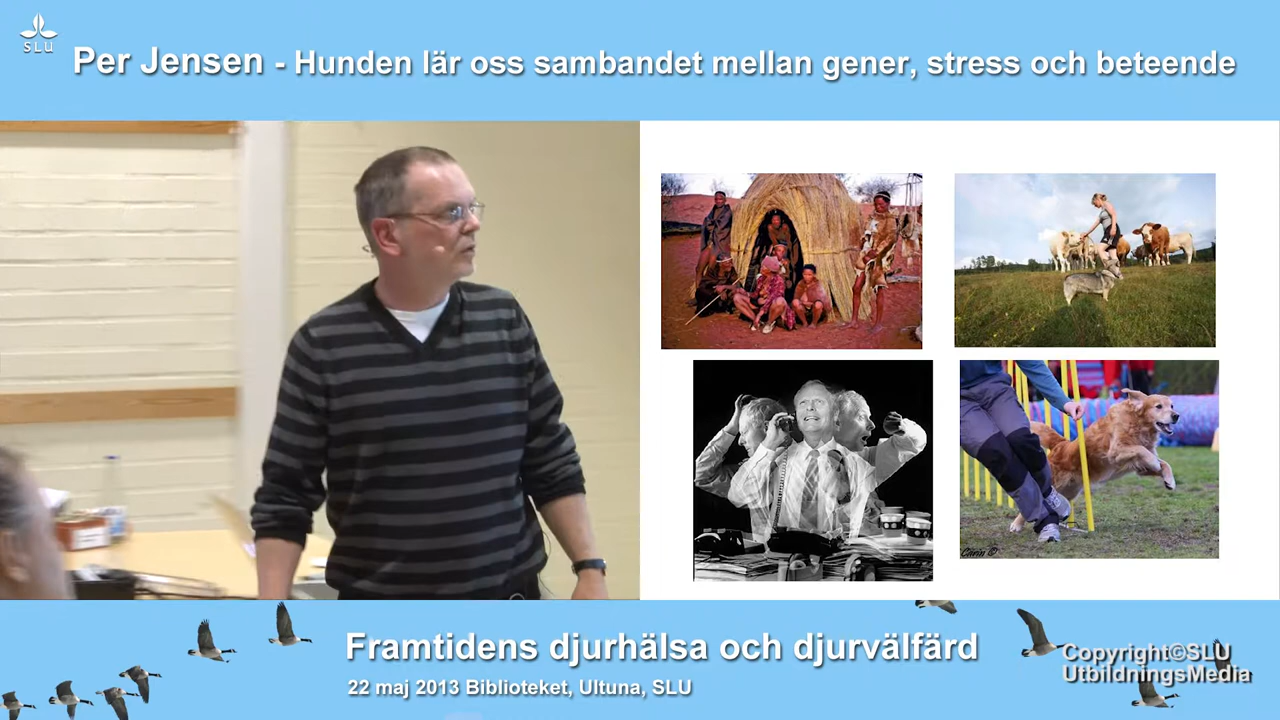 SLU
Per Jensen - Hunden lär oss sambandet mellan gener, stress och beteende
Carin ©
Framtidens djurhälsa och djurvälfärd
22 maj 2013 Biblioteket, Ultuna, SLU
Copyright©SLU
UtbildningsMedia